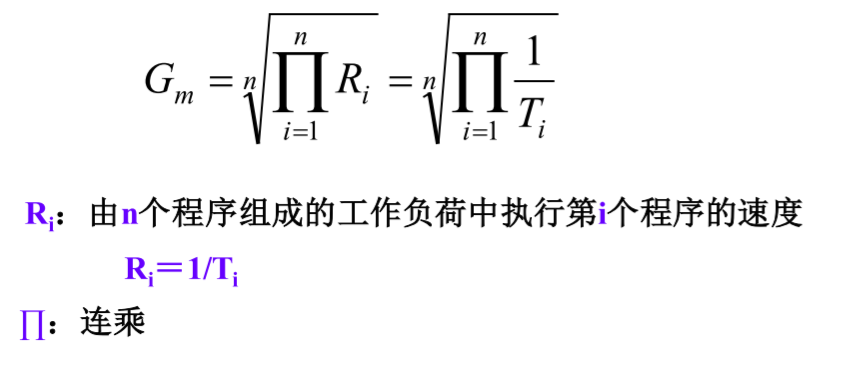 G_m = \sqrt[n]{\prod_{i=1}^{n} R_i} = \sqrt[n]{\prod_{i=1}^{n} \frac{1}{T_i}}
R_i：由n个程序组成的工作负荷中执行第i个程序的速度
R_i＝1/T_i
∏：连乘